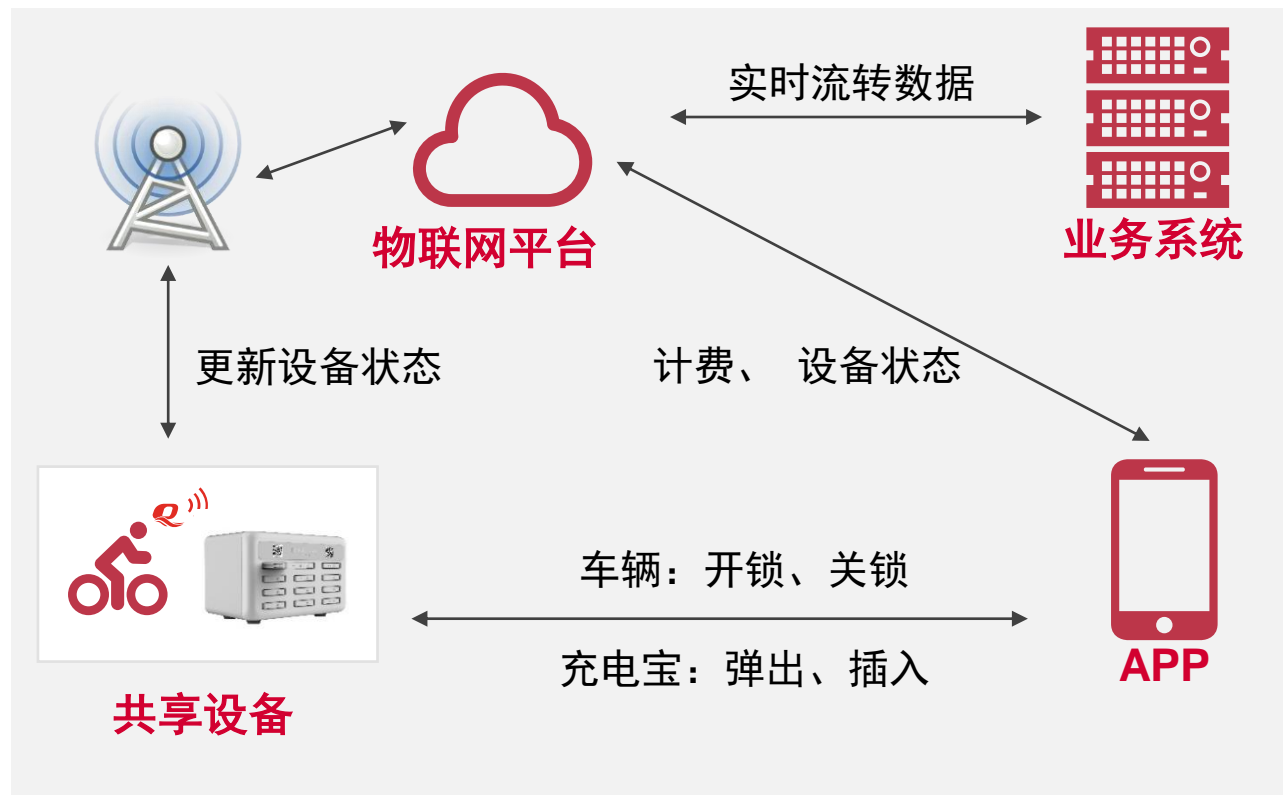 实时流转数据
物联网平台
业务系统
更新设备状态
计费、 设备状态
车辆：开锁、关锁
充电宝：弹出、插入
APP
共享设备